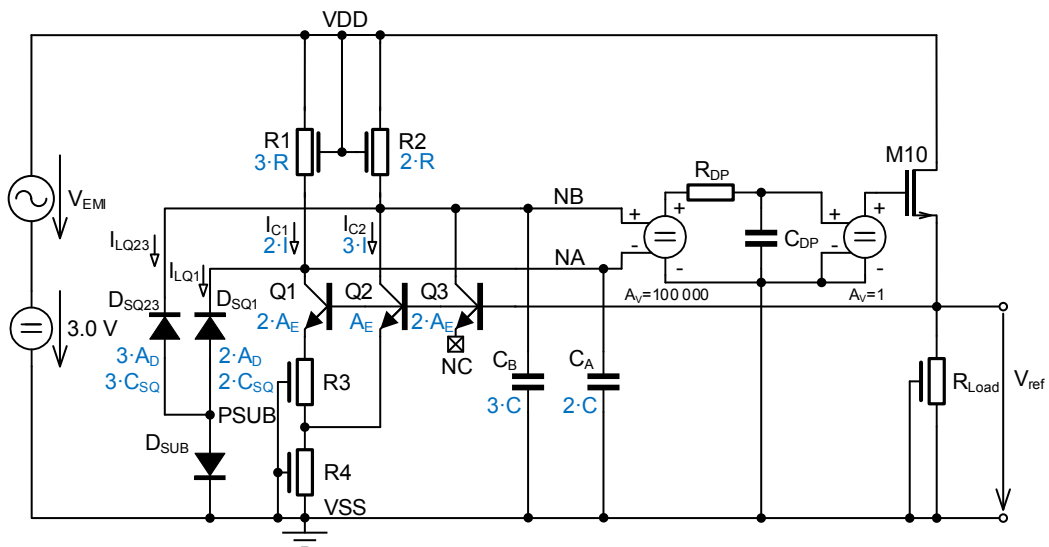 VDD
R1
3·R
R2
2·R
M10
R_DP
V_EMI
NB
+
+
+
+
I_C1
2·I
I_C2
3·I
I_LQ23
I_LQ1
NA
-
-
-
-
C_DP
A_V=100 000
A_V=1
D_SQ23
D_SQ1
Q1
Q2
Q3
3.0 V
2·A_E
A_E
2·A_E
3·A_D
3·C_SQ
2·A_D
2·C_SQ
NC
C_B
3·C
C_A
2·C
R3
R_Load
V_ref
PSUB
D_SUB
R4
VSS